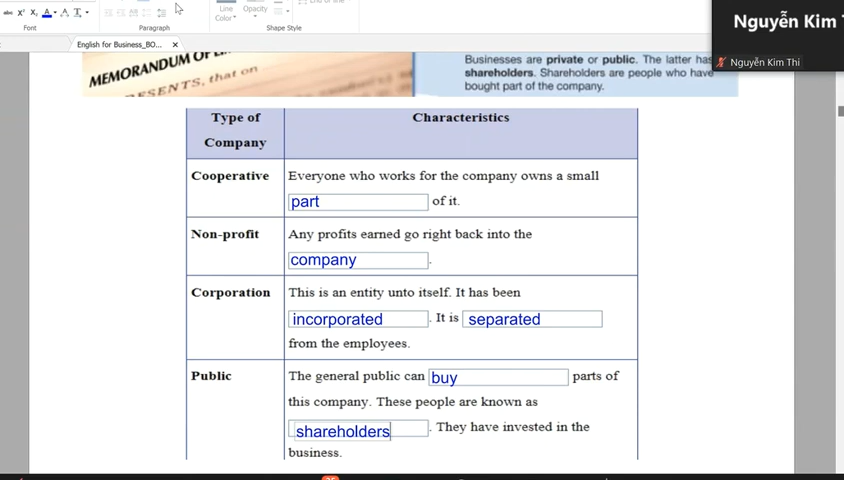 Line
Color
Opacity
Font
Paragraph
Shape Style
English for Business_BO... ×
Nguyễn Kim
Nguyễn Kim Thi
MEMORANDUM OF
ESENTS, that on
Businesses are private or public. The latter has
shareholders. Shareholders are people who have
bought part of the company.
Type of
Company
Characteristics
Cooperative
Everyone who works for the company owns a small
part of it.
Non-profit
Any profits earned go right back into the
company.
Corporation
This is an entity unto itself. It has been
incorporated. It is separated
from the employees.
Public
The general public can buy parts of
this company. These people are known as
shareholders. They have invested in the
business.